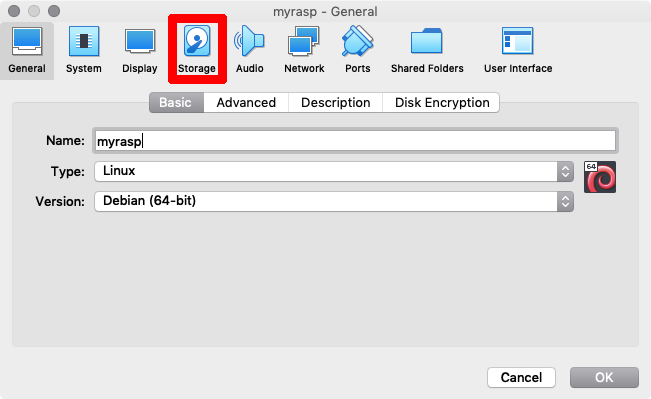 myrasp - General
General System Display Storage Audio Network Ports Shared Folders User Interface
Basic Advanced Description Disk Encryption
Name: myrasp
Type: Linux
64
Version: Debian (64-bit)
Cancel OK